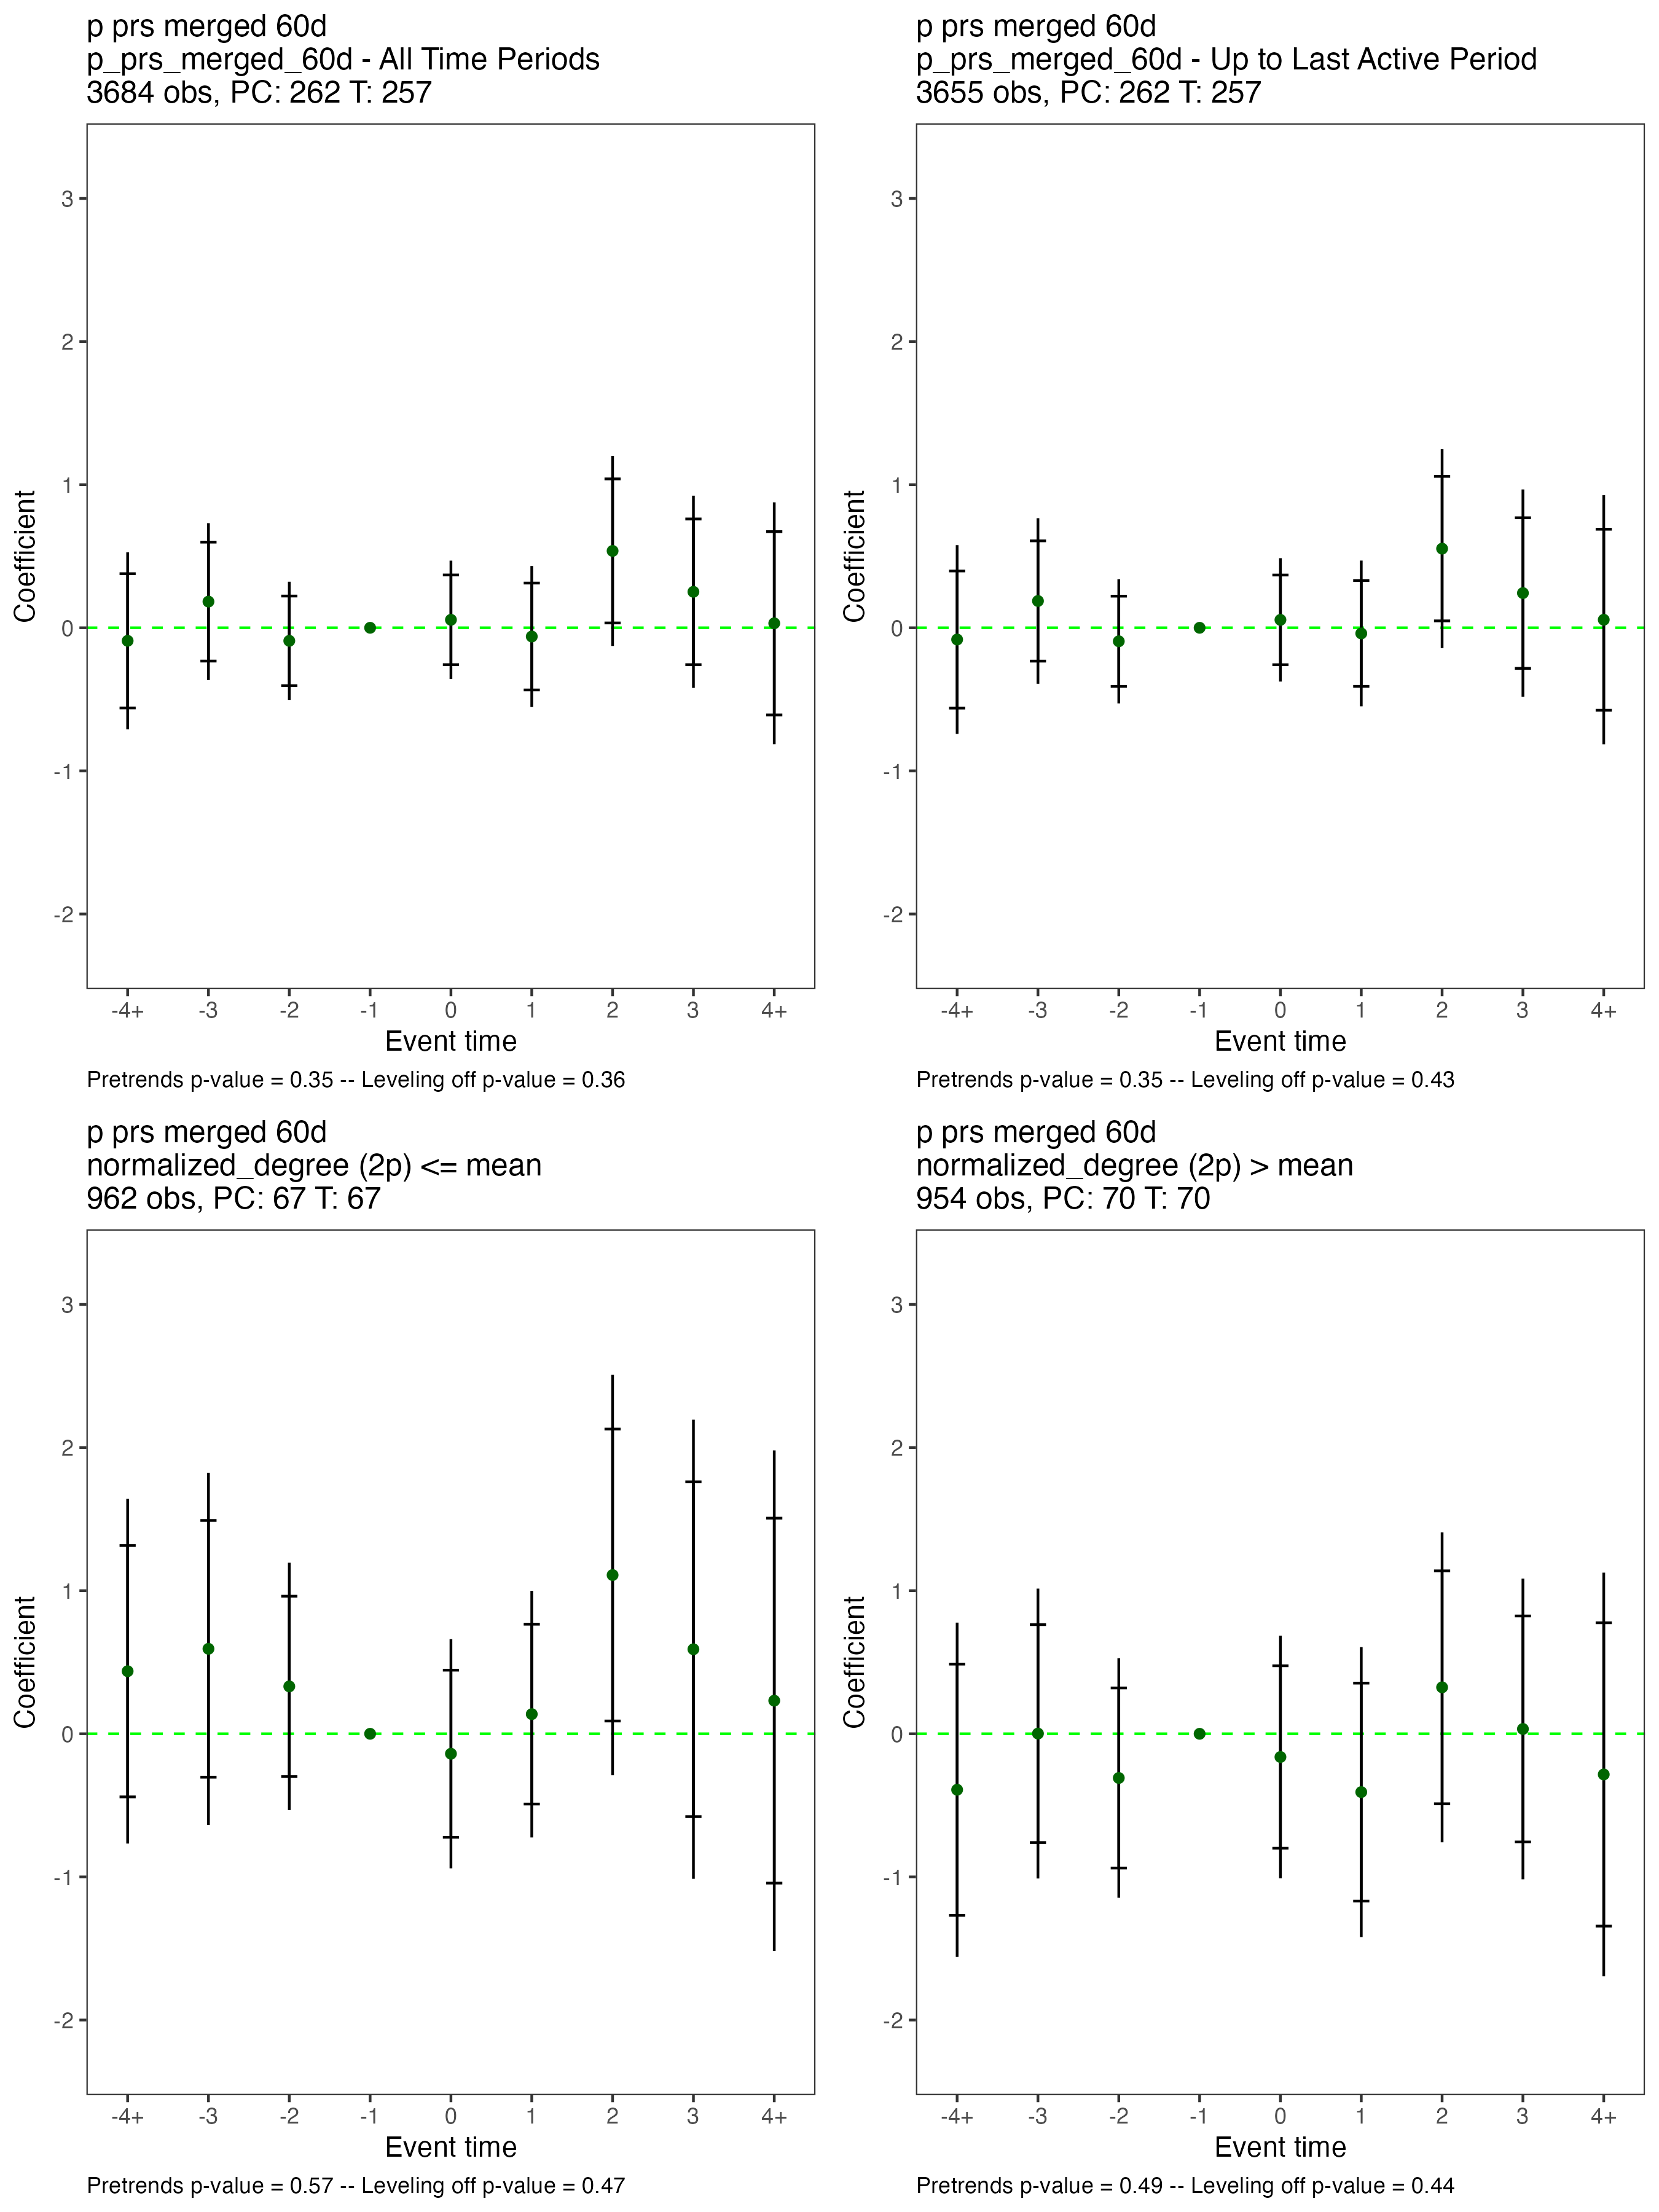 p prs merged 60d
p_prs_merged_60d - All Time Periods
3684 obs, PC: 262 T: 257
3
2
1
0
-1
-2
Coefficient
-4+ -3 -2 -1 0 1 2 3 4+
Event time
Pretrends p-value = 0.35 -- Leveling off p-value = 0.36
p prs merged 60d
p_prs_merged_60d - Up to Last Active Period
3655 obs, PC: 262 T: 257
3
2
1
0
-1
-2
Coefficient
-4+ -3 -2 -1 0 1 2 3 4+
Event time
Pretrends p-value = 0.35 -- Leveling off p-value = 0.43
p prs merged 60d
normalized_degree (2p) <= mean
962 obs, PC: 67 T: 67
3
2
1
0
-1
-2
Coefficient
-4+ -3 -2 -1 0 1 2 3 4+
Event time
Pretrends p-value = 0.57 -- Leveling off p-value = 0.47
p prs merged 60d
normalized_degree (2p) > mean
954 obs, PC: 70 T: 70
3
2
1
0
-1
-2
Coefficient
-4+ -3 -2 -1 0 1 2 3 4+
Event time
Pretrends p-value = 0.49 -- Leveling off p-value = 0.44